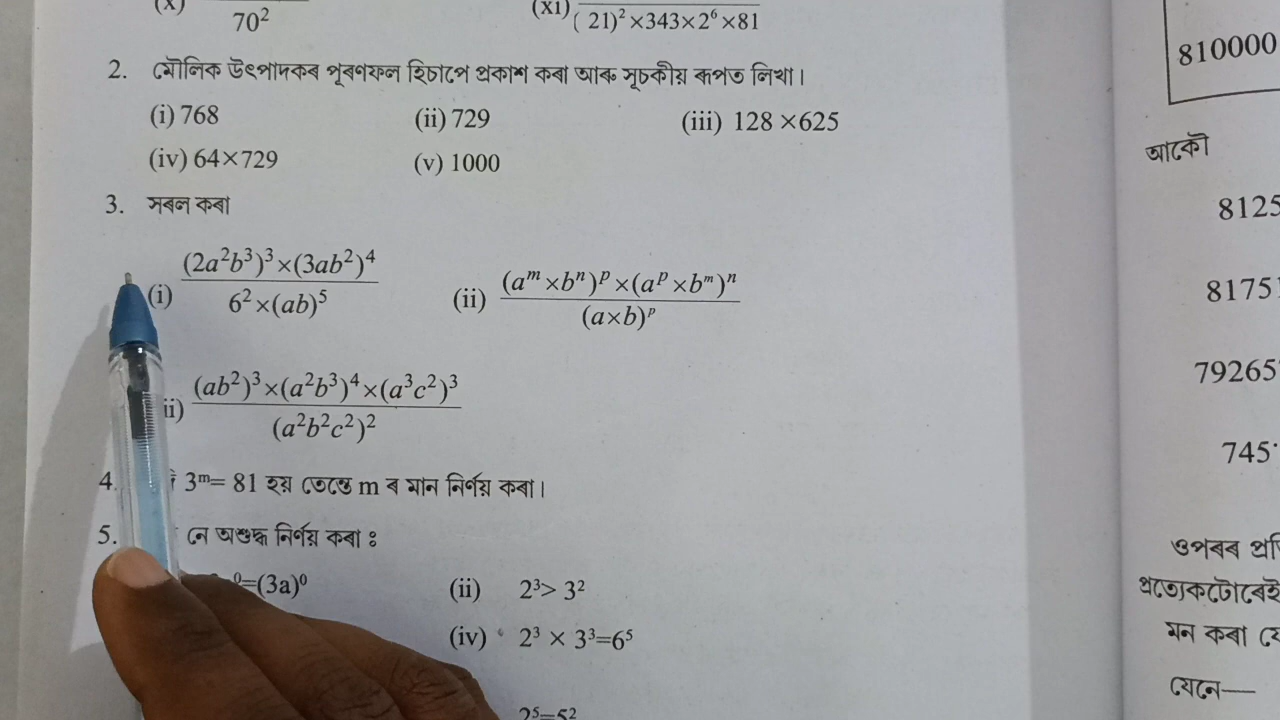 (x) 70² (xi) ( 21)²×343×2⁶×81
2. মৌলিক উৎপাদকৰ পূৰণফল হিচাপে প্ৰকাশ কৰা আৰু সূচকীয় ৰূপত লিখা।
(i) 768 (ii) 729 (iii) 128 ×625
(iv) 64×729 (v) 1000
3. সৰল কৰা
(i) (2a²b³)³×(3ab²)⁴ / 6²×(ab)⁵ (ii) (aᵐ×bⁿ)ᵖ×(aᵖ×bᵐ)ⁿ / (a×b)ᵖ
ii) (ab²)³×(a²b³)⁴×(a³c²)³ / (a²b²c²)²
4. 3ᵐ= 81 হয় তেন্তে m ৰ মান নিৰ্ণয় কৰা।
5. নে অশুদ্ধ নিৰ্ণয় কৰা ঃ
⁰=(3a)⁰ (ii) 2³> 3²
(iv) 2³ × 3³=6⁵
2⁵=5²
810000
আকৌ
8125
8175
79265
745
ওপৰৰ
প্ৰত্যেকটোৰেই
মন কৰা
যেনে—